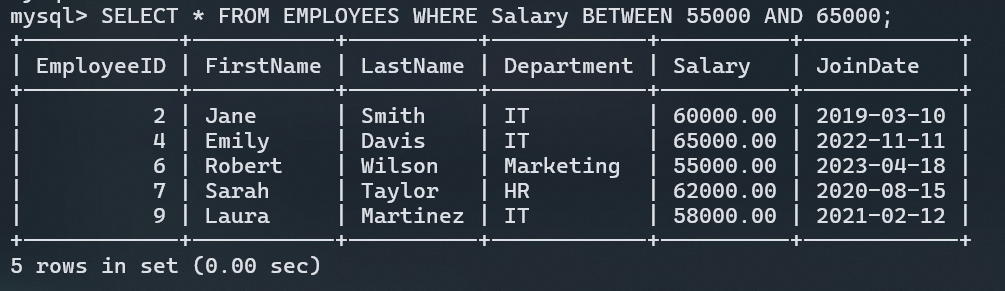 mysql> SELECT * FROM EMPLOYEES WHERE Salary BETWEEN 55000 AND 65000;
+------------+-----------+-----------+------------+----------+------------+
| EmployeeID | FirstName | LastName | Department | Salary   | JoinDate   |
+------------+-----------+-----------+------------+----------+------------+
|          2 | Jane      | Smith    | IT         | 60000.00 | 2019-03-10 |
|          4 | Emily     | Davis    | IT         | 65000.00 | 2022-11-11 |
|          6 | Robert    | Wilson   | Marketing  | 55000.00 | 2023-04-18 |
|          7 | Sarah     | Taylor   | HR         | 62000.00 | 2020-08-15 |
|          9 | Laura     | Martinez | IT         | 58000.00 | 2021-02-12 |
+------------+-----------+-----------+------------+----------+------------+
5 rows in set (0.00 sec)